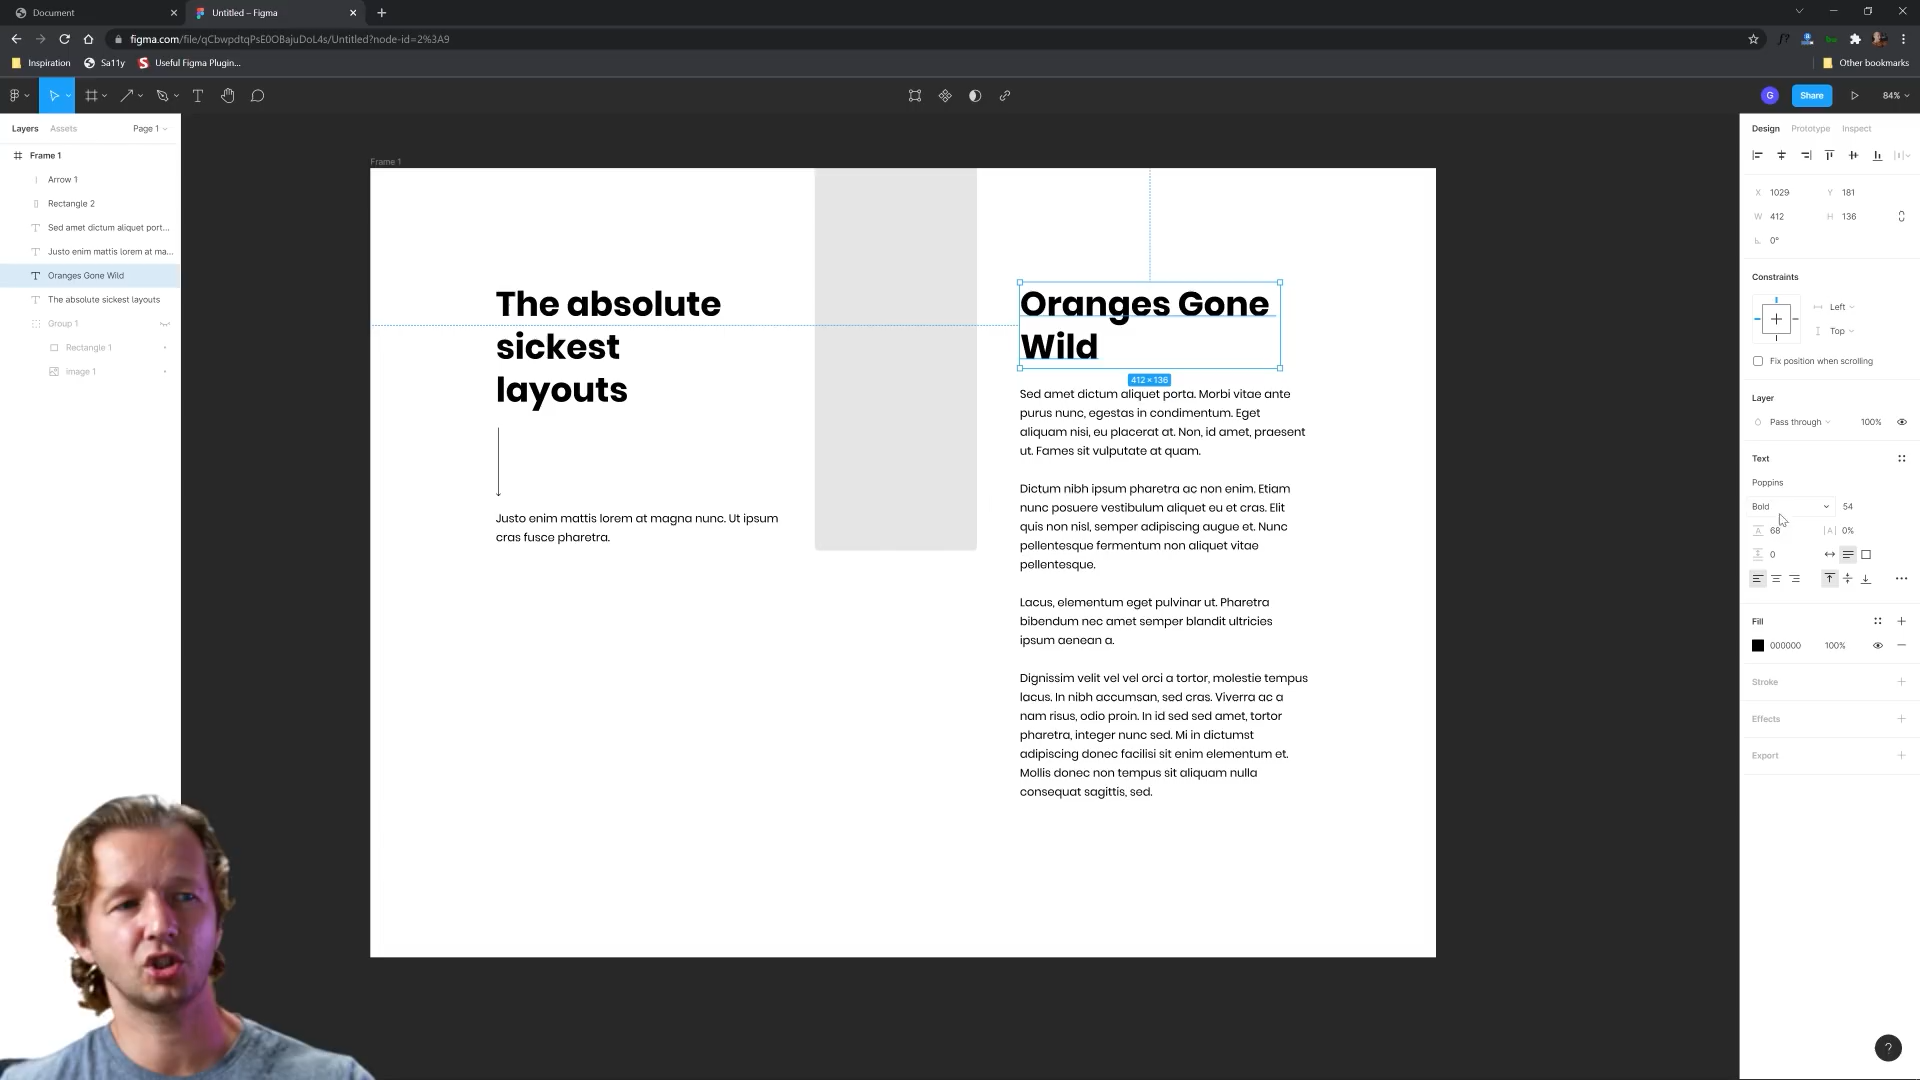 Document
Untitled – Figma
figma.com/file/qCbwpdtqPsE0OBajuDoL4s/Untitled?node-id=2%3A9
Inspiration
Sa11y
Useful Figma Plugin...
Other bookmarks
G
Share
84%
Layers
Assets
Page 1
Frame 1
Arrow 1
Rectangle 2
Sed amet dictum aliquet port...
Justo enim mattis lorem at ma...
Oranges Gone Wild
The absolute sickest layouts
Group 1
Rectangle 1
image 1
Frame 1
The absolute
sickest
layouts
Justo enim mattis lorem at magna nunc. Ut ipsum
cras fusce pharetra.
Oranges Gone
Wild
412 × 136
Sed amet dictum aliquet porta. Morbi vitae ante
purus nunc, egestas in condimentum. Eget
aliquam nisi, eu placerat at. Non, id amet, praesent
ut. Fames sit vulputate at quam.
Dictum nibh ipsum pharetra ac non enim. Etiam
nunc posuere vestibulum aliquet eu et cras. Elit
quis non nisl, semper adipiscing augue et. Nunc
pellentesque fermentum non aliquet vitae
pellentesque.
Lacus, elementum eget pulvinar ut. Pharetra
bibendum nec amet semper blandit ultricies
ipsum aenean a.
Dignissim velit vel vel orci a tortor, molestie tempus
lacus. In nibh accumsan, sed cras. Viverra ac a
nam risus, odio proin. In id sed sed amet, tortor
pharetra, integer nunc sed. Mi in dictumst
adipiscing donec facilisi sit enim elementum et.
Mollis donec non tempus sit aliquam nulla
consequat sagittis, sed.
Design
Prototype
Inspect
X 1029 Y 181
W 412 H 136
0°
Constraints
Left
Top
Fix position when scrolling
Layer
Pass through 100%
Text
Poppins
Bold 54
68 0%
0
Fill
000000 100%
Stroke
Effects
Export
?